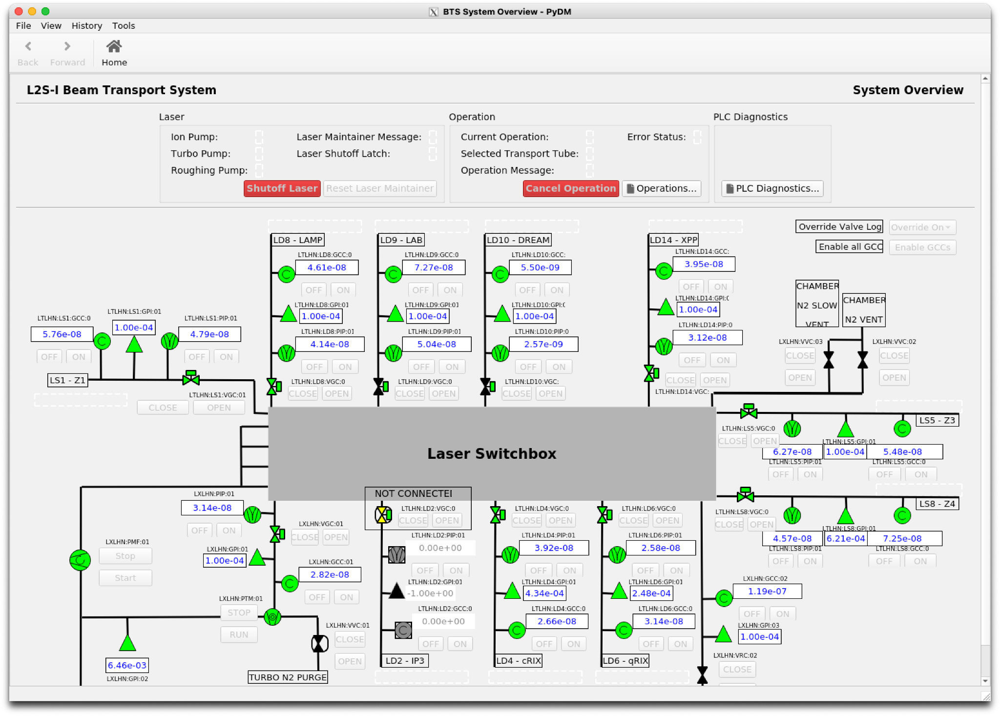 BTS System Overview - PyDM
File View History Tools
Back Forward Home
L2S-I Beam Transport System
System Overview
Laser
Ion Pump:
Laser Maintainer Message:
Turbo Pump:
Laser Shutoff Latch:
Roughing Pump:
Shutoff Laser
Reset Laser Maintainer
Operation
Current Operation:
Error Status:
Selected Transport Tube:
Operation Message:
Cancel Operation
Operations...
PLC Diagnostics
PLC Diagnostics...
LD8 - LAMP
LTLHN:LD8:GCC:0
4.61e-08
C
OFF ON
LTLHN:LD8:GPI:01
1.00e-04
LTLHN:LD8:PIP:01
4.14e-08
OFF ON
LTLHN:LD8:VGC:0
CLOSE OPEN
LD9 - LAB
LTLHN:LD9:GCC:0
7.27e-08
C
OFF ON
LTLHN:LD9:GPI:01
1.00e-04
LTLHN:LD9:PIP:01
5.04e-08
OFF ON
LTLHN:LD9:VGC:0
CLOSE OPEN
LD10 - DREAM
LTLHN:LD10:GCC:
5.50e-09
C
OFF ON
LTLHN:LD10:GPI:0
1.00e-04
LTLHN:LD10:PIP:0
2.57e-09
OFF ON
LTLHN:LD10:VGC:
CLOSE OPEN
LD14 - XPP
LTLHN:LD14:GCC:
3.95e-08
C
OFF ON
LTLHN:LD14:GPI:0
1.00e-04
LTLHN:LD14:PIP:0
3.12e-08
OFF ON
CLOSE OPEN
LTLHN:LD14:VGC:
Override Valve Log
Override On
Enable all GCC
Enable GCCs
CHAMBER
N2 SLOW
VENT
CHAMBER
N2 VENT
LXLHN:VVC:03
CLOSE
OPEN
LXLHN:VVC:02
CLOSE
OPEN
LTLHN:LS1:GCC:0
5.76e-08
C
OFF ON
LTLHN:LS1:GPI:01
1.00e-04
LTLHN:LS1:PIP:01
4.79e-08
OFF ON
LS1 - Z1
LTLHN:LS1:VGC:01
CLOSE OPEN
Laser Switchbox
LTLHN:LS5:VGC:0
CLOSE OPEN
LS5 - Z3
C
LTLHN:LS5:GPI:01
6.27e-08 1.00e-04 5.48e-08
LTLHN:LS5:PIP:01
LTLHN:LS5:GCC:0
OFF ON
OFF ON
LTLHN:LS8:VGC:0
CLOSE OPEN
LS8 - Z4
C
LTLHN:LS8:GPI:01
4.57e-08 6.21e-04 7.25e-08
LTLHN:LS8:PIP:01
LTLHN:LS8:GCC:0
OFF ON
OFF ON
LXLHN:PIP:01
3.14e-08
OFF ON
LXLHN:VGC:01
CLOSE OPEN
LXLHN:PMF:01
Stop
Start
LXLHN:GPI:01
1.00e-04
LXLHN:GCC:01
2.82e-08
C
OFF ON
LXLHN:PTM:01
STOP
RUN
LXLHN:VVC:01
CLOSE
OPEN
6.46e-03
LXLHN:GPI:02
TURBO N2 PURGE
NOT CONNECTE
LTLHN:LD2:VGC:0
CLOSE OPEN
LTLHN:LD2:PIP:01
0.00e+00
OFF ON
LTLHN:LD2:GPI:01
-1.00e+00
LTLHN:LD2:GCC:0
0.00e+00
C
OFF ON
LD2 - IP3
LTLHN:LD4:VGC:0
CLOSE OPEN
LTLHN:LD4:PIP:01
3.92e-08
OFF ON
LTLHN:LD4:GPI:01
4.34e-04
LTLHN:LD4:GCC:0
2.66e-08
C
OFF ON
LD4 - cRIX
LTLHN:LD6:VGC:0
CLOSE OPEN
LTLHN:LD6:PIP:01
2.58e-08
OFF ON
LTLHN:LD6:GPI:01
2.48e-04
LTLHN:LD6:GCC:0
3.14e-08
C
OFF ON
LD6 - qRIX
LXLHN:GCC:02
1.19e-07
C
OFF ON
LXLHN:GPI:03
1.00e-04
LXLHN:VRC:02
CLOSE